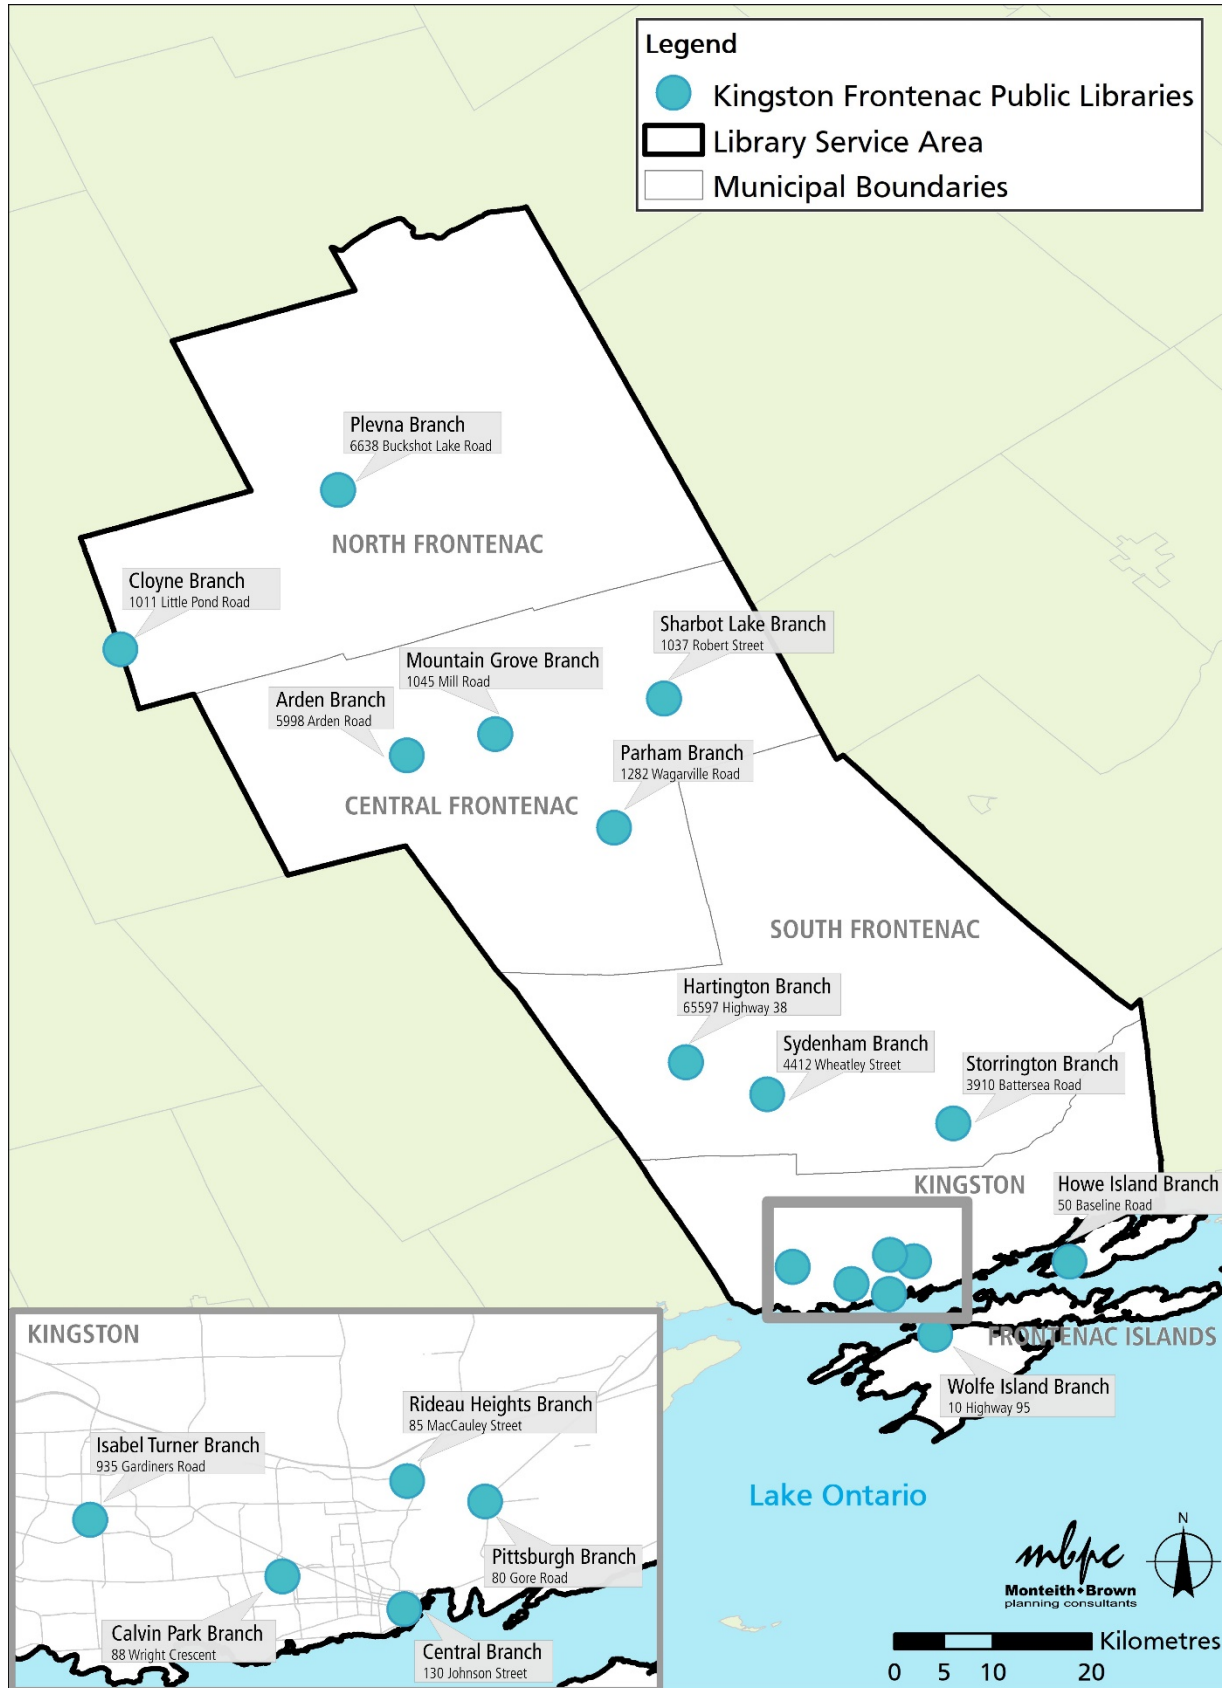 Legend
Kingston Frontenac Public Libraries
Library Service Area
Municipal Boundaries
Plevna Branch
6638 Buckshot Lake Road
NORTH FRONTENAC
Cloyne Branch
1011 Little Pond Road
Sharbot Lake Branch
1037 Robert Street
Mountain Grove Branch
1045 Mill Road
Arden Branch
5998 Arden Road
Parham Branch
1282 Wagarville Road
CENTRAL FRONTENAC
SOUTH FRONTENAC
Hartington Branch
65597 Highway 38
Sydenham Branch
4412 Wheatley Street
Storrington Branch
3910 Battersea Road
KINGSTON
Howe Island Branch
50 Baseline Road
FRONTENAC ISLANDS
Wolfe Island Branch
10 Highway 95
KINGSTON
Rideau Heights Branch
85 MacCauley Street
Isabel Turner Branch
935 Gardiners Road
Pittsburgh Branch
80 Gore Road
Calvin Park Branch
88 Wright Crescent
Central Branch
130 Johnson Street
Lake Ontario
mbpc
Monteith♦Brown
planning consultants
N
Kilometres
0 5 10 20